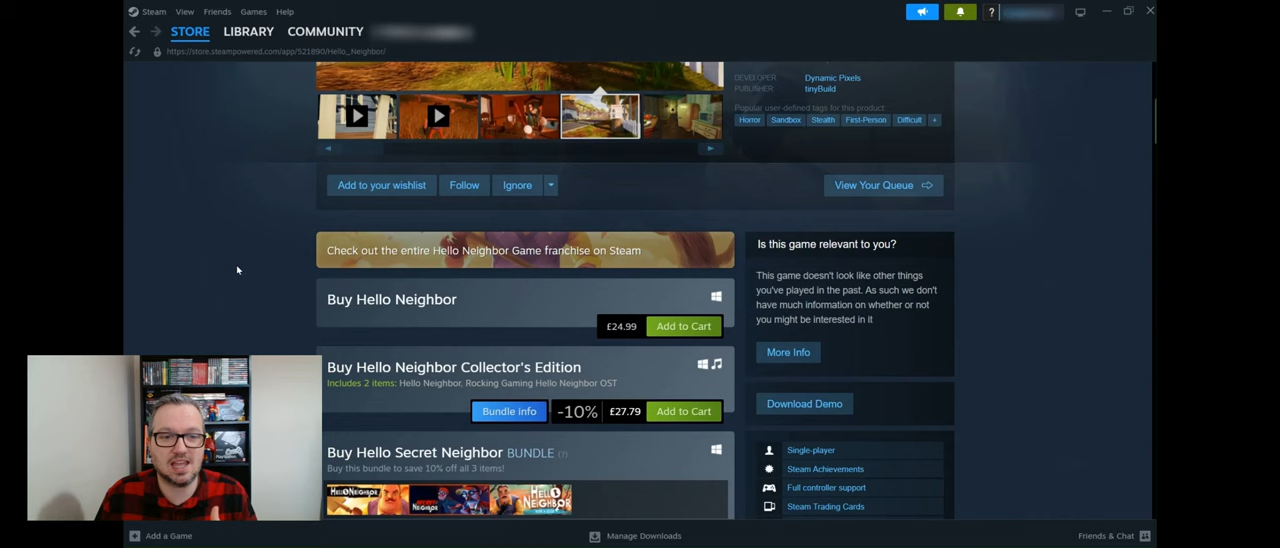 Steam View Friends Games Help
STORE LIBRARY COMMUNITY
https://store.steampowered.com/app/521890/Hello_Neighbor/
DEVELOPER Dynamic Pixels
PUBLISHER tinyBuild
Popular user-defined tags for this product:
Horror Sandbox Stealth First-Person Difficult +
Add to your wishlist Follow Ignore View Your Queue
Check out the entire Hello Neighbor Game franchise on Steam
Buy Hello Neighbor
£24.99 Add to Cart
Buy Hello Neighbor Collector's Edition
Includes 2 items: Hello Neighbor, Rocking Gaming Hello Neighbor OST
Bundle info -10% £27.79 Add to Cart
Buy Hello Secret Neighbor BUNDLE (?)
Buy this bundle to save 10% off all 3 items!
HELLO NEIGHBOR SECRET NEIGHBOR HELLO NEIGHBOR
Is this game relevant to you?
This game doesn't look like other things
you've played in the past. As such we don't
have much information on whether or not
you might be interested in it
More Info
Download Demo
Single-player
Steam Achievements
Full controller support
Steam Trading Cards
Add a Game Manage Downloads Friends & Chat